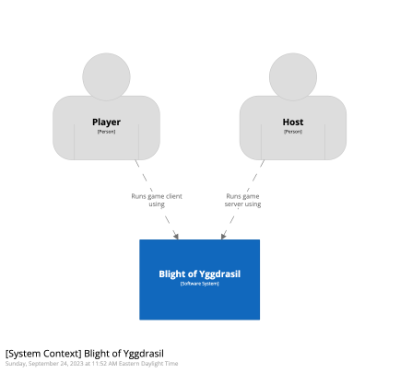 Player
[Person]
Host
[Person]
Runs game client
using
Runs game
server using
Blight of Yggdrasil
[Software System]
[System Context] Blight of Yggdrasil
Sunday, September 24, 2023 at 11:52 AM Eastern Daylight Time